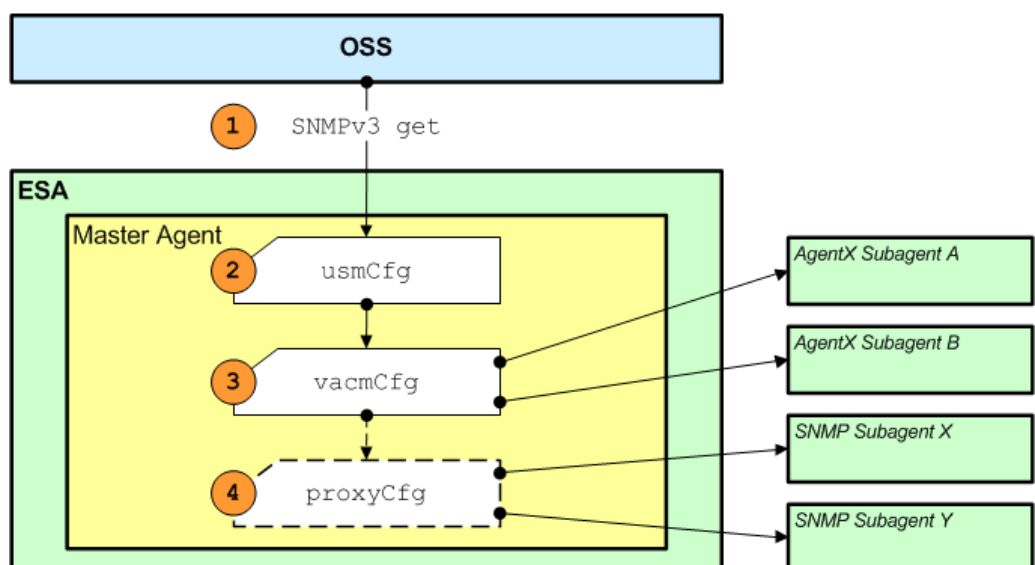 OSS
1 SNMPv3 get
ESA
Master Agent
2 usmCfg
AgentX Subagent A
3 vacmCfg
AgentX Subagent B
SNMP Subagent X
4 proxyCfg
SNMP Subagent Y